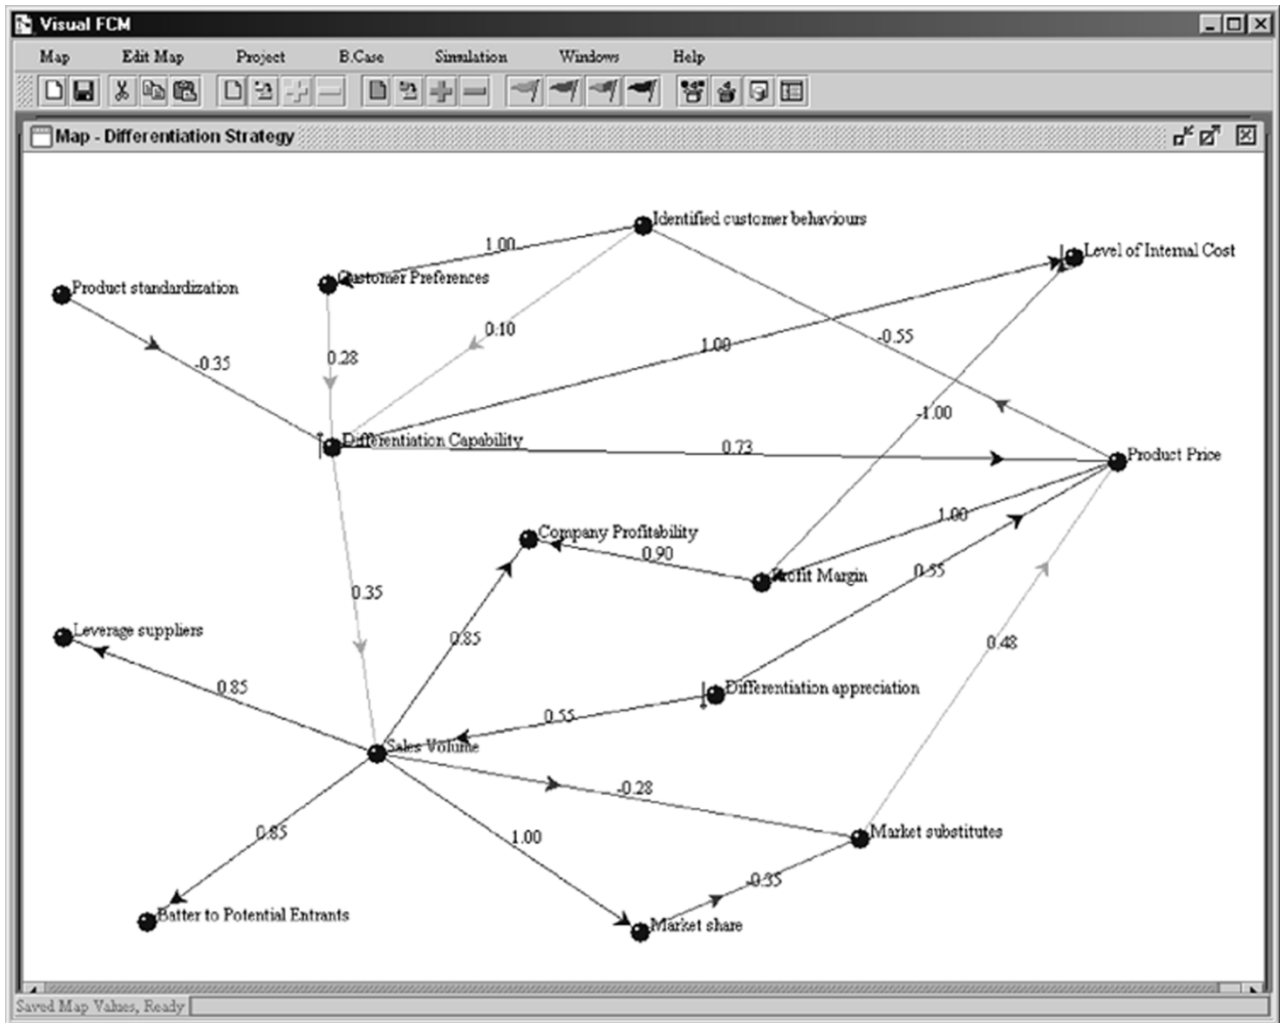 Visual FCM
Map Edit Map Project B.Case Simulation Windows Help
Map - Differentiation Strategy
Identified customer behaviours
1.00
Level of Internal Cost
Customer Preferences
Product standardization
0.10
-0.55
1.00
0.28
-0.35
-1.00
Differentiation Capability
0.73
Product Price
1.00
Company Profitability
0.90
0.55
Profit Margin
0.35
Leverage suppliers
0.85
0.48
0.85
Differentiation appreciation
0.55
Sales Volume
-0.28
0.85
1.00
Market substitutes
-0.35
Batter to Potential Entrants
Market share
Saved Map Values, Ready